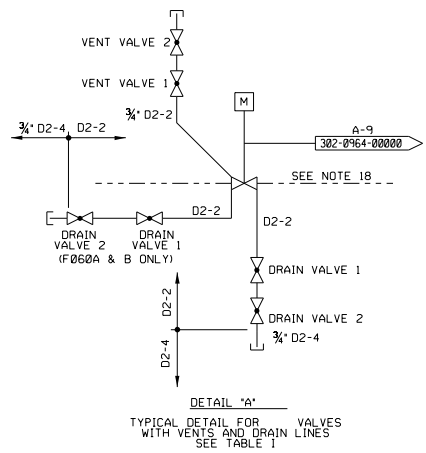 VENT VALVE 2
VENT VALVE 1
3/4" D2-2
M
A-9
302-0964-00000
3/4" D2-4 D2-2
SEE NOTE 18
D2-2
D2-2
DRAIN VALVE 2
DRAIN VALVE 1
(F060A & B ONLY)
DRAIN VALVE 1
D2-2
DRAIN VALVE 2
3/4" D2-4
D2-4
DETAIL "A"
TYPICAL DETAIL FOR VALVES
WITH VENTS AND DRAIN LINES
SEE TABLE I